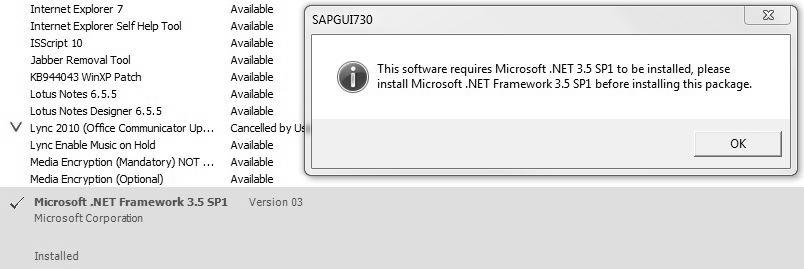 Internet Explorer 7 Available
Internet Explorer Self Help Tool Available
ISScript 10 Available
Jabber Removal Tool Available
KB944043 WinXP Patch Available
Lotus Notes 6.5.5 Available
Lotus Notes Designer 6.5.5 Available
Lync 2010 (Office Communicator Up... Cancelled by Us
Lync Enable Music on Hold Available
Media Encryption (Mandatory) NOT ... Available
Media Encryption (Optional) Available
Microsoft .NET Framework 3.5 SP1 Version 03
Microsoft Corporation
Installed
SAPGUI730
This software requires Microsoft .NET 3.5 SP1 to be installed, please
install Microsoft .NET Framework 3.5 SP1 before installing this package.
OK